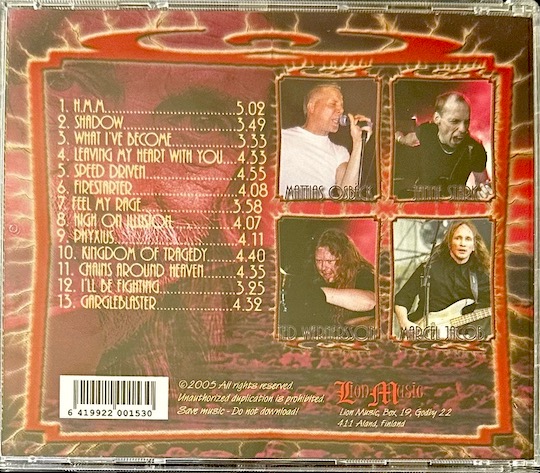 1. H.M.M. 5.02
2. SHADOW 3.49
3. WHAT I'VE BECOME 3.33
4. LEAVING MY HEART WITH YOU 4.33
5. SPEED DRIVEN 4.55
6. FIRESTARTER 4.08
7. FEEL MY RAGE 3.58
8. HIGH ON ILLUSION 4.07
9. PHYXIUS 4.11
10. KINGDOM OF TRAGEDY 4.40
11. CHAINS AROUND HEAVEN 4.35
12. I'LL BE FIGHTING 3.25
13. GARGLEBLASTER 4.32
MATTIAS OSBÄCK
JANNE STARK
WERNERSSON
MARCEL JACOB
6 419922 001530
©2005 All rights reserved.
Unauthorized duplication is prohibited.
Save music - Do not download!
Lion Music
Lion Music, Box 19, Godby 22
411 Åland, Finland